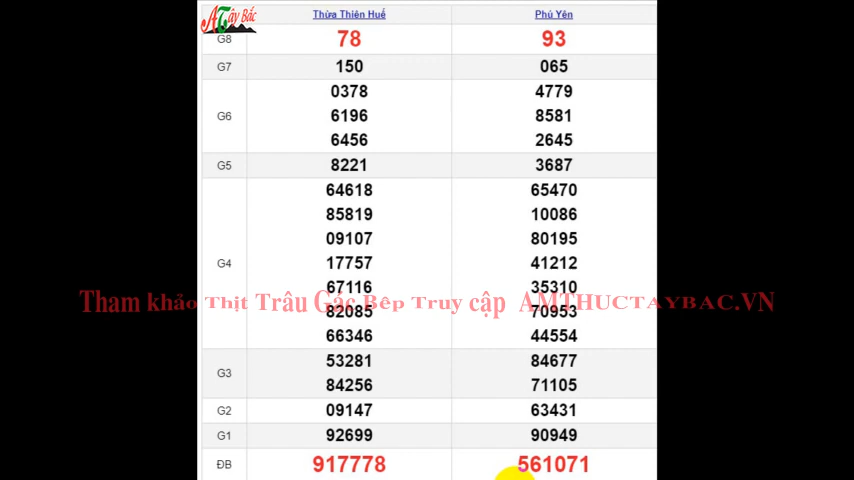 ATây Bắc
Thừa Thiên Huế Phú Yên
G8 78 93
G7 150 065
0378 4779
G6 6196 8581
6456 2645
G5 8221 3687
64618 65470
85819 10086
09107 80195
G4 17757 41212
67116 35310
Tham khảo Thịt Trâu Gác Bếp Truy cập AMTHUCTAYBAC.VN
82085 70953
66346 44554
53281 84677
G3
84256 71105
G2 09147 63431
G1 92699 90949
ĐB 917778 561071